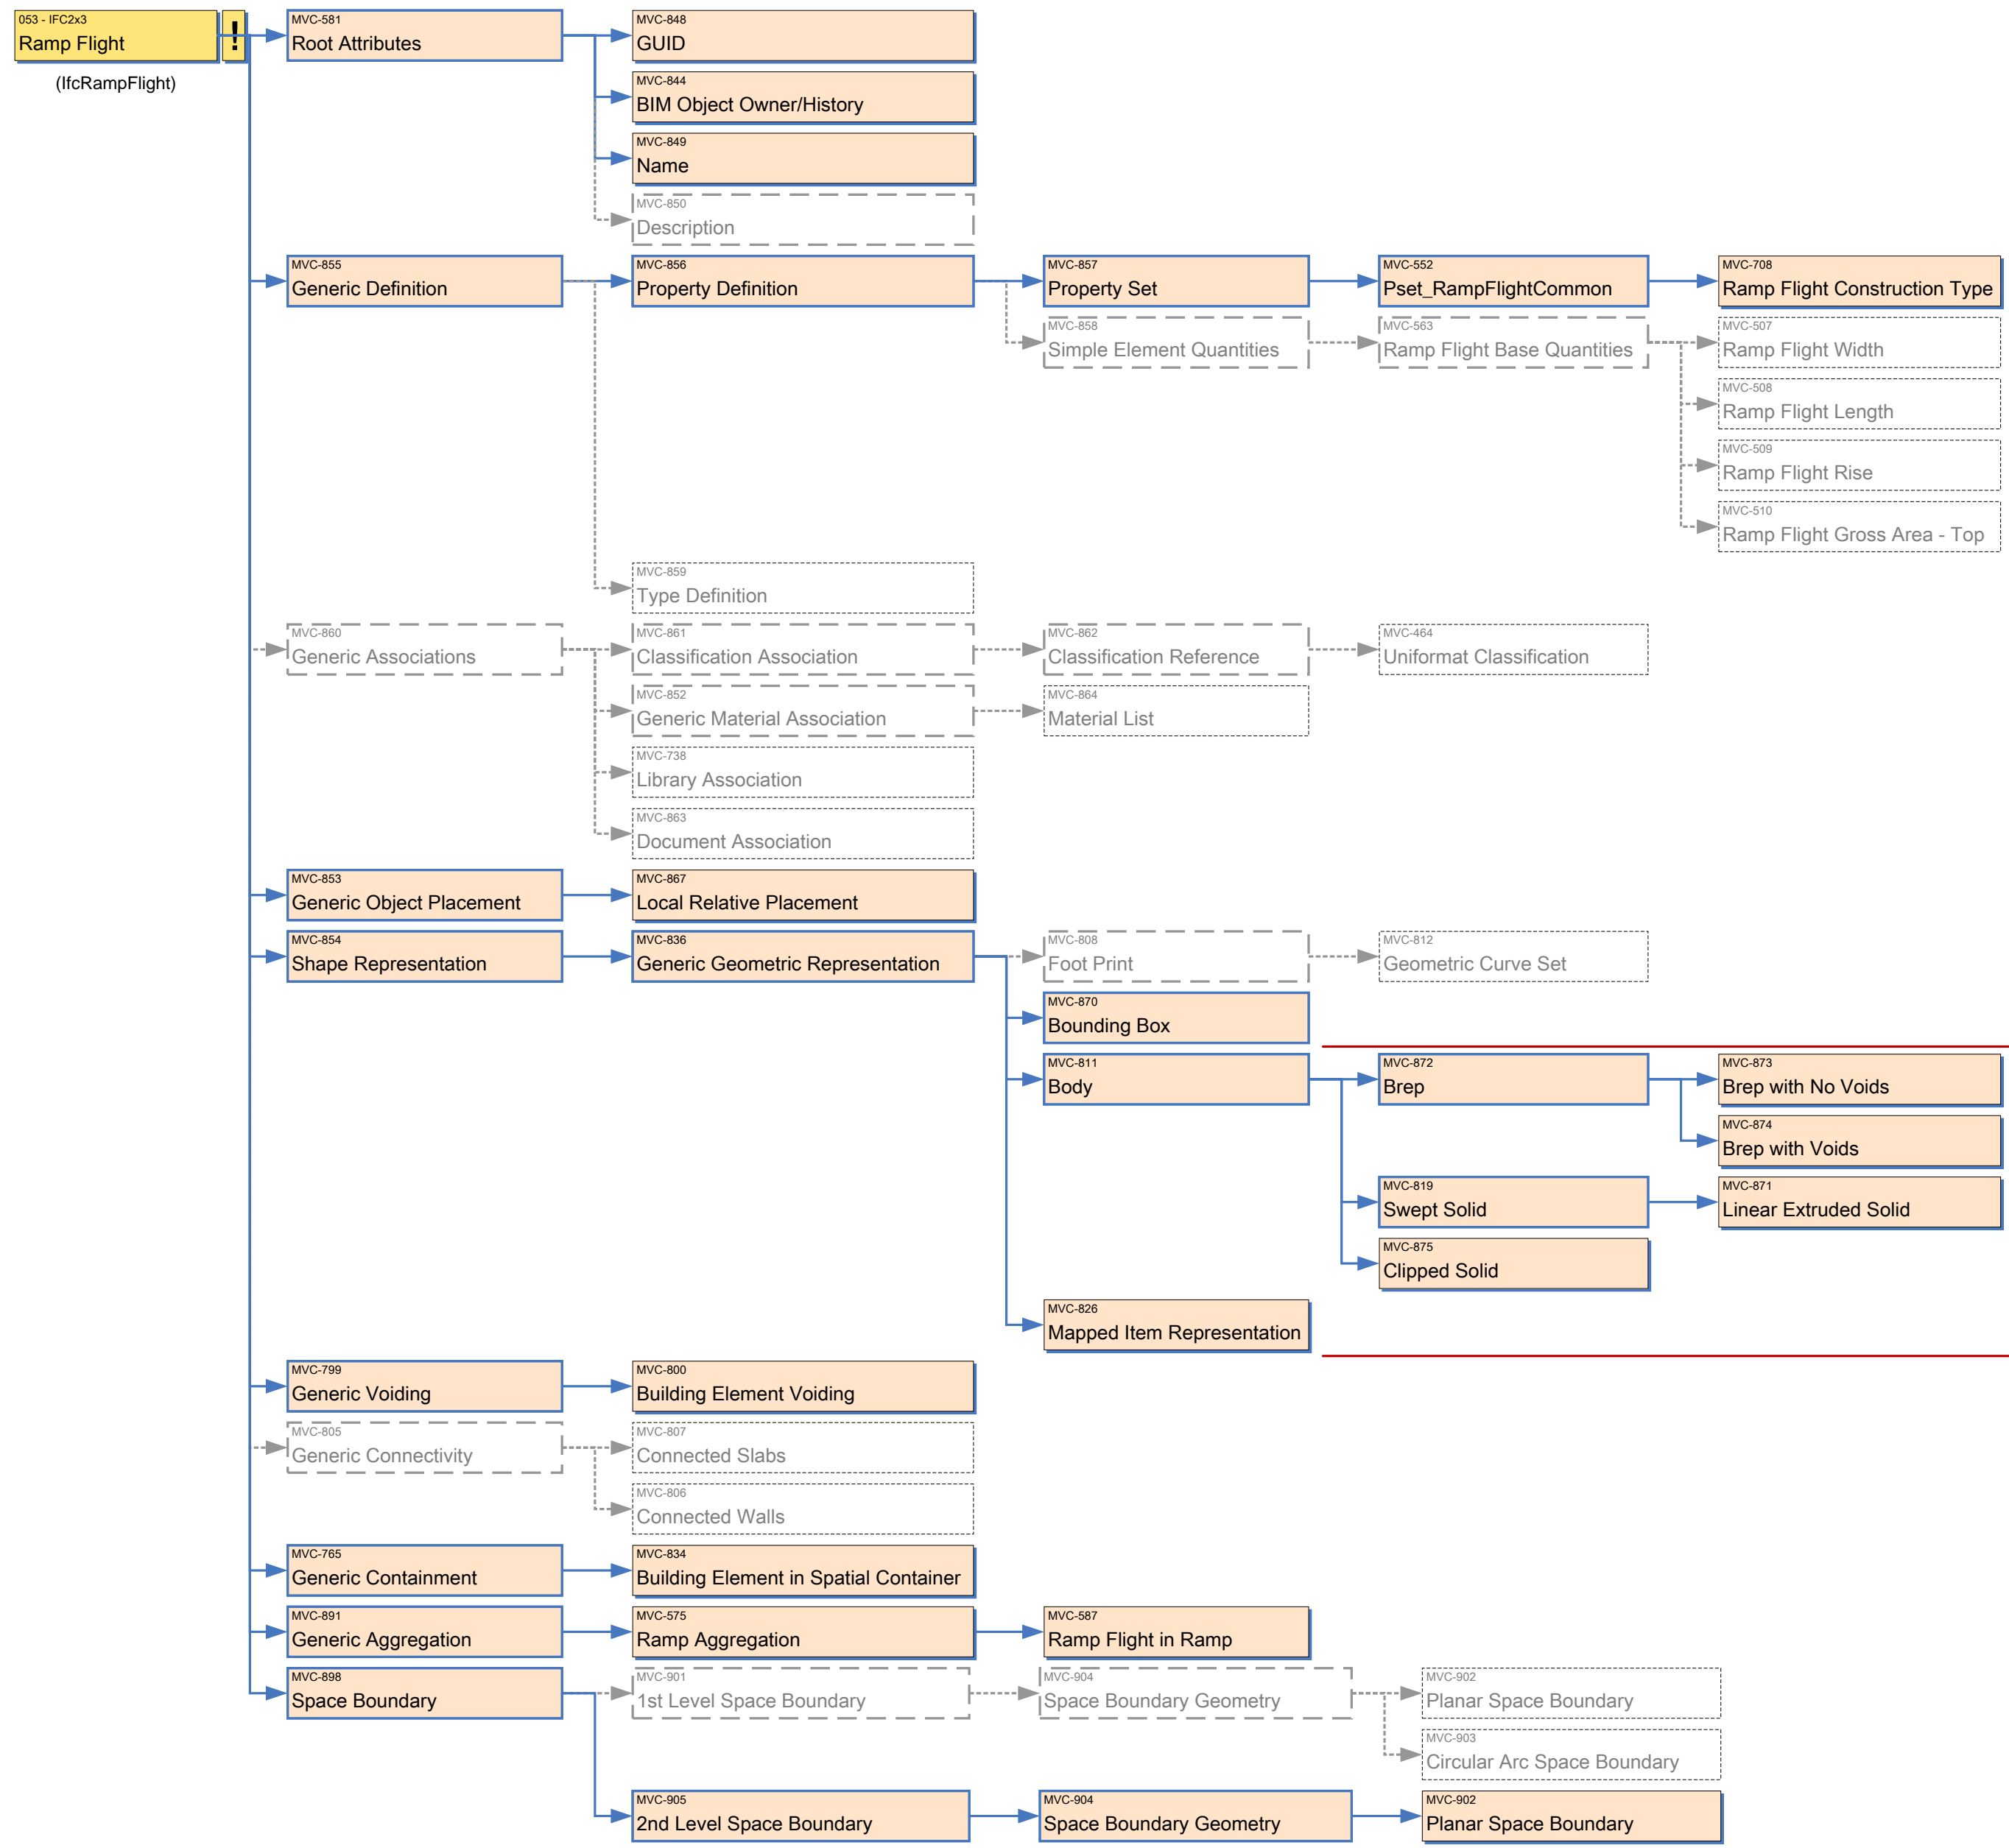 053 - IFC2x3
Ramp Flight
!
(IfcRampFlight)
MVC-581
Root Attributes
MVC-848
GUID
MVC-844
BIM Object Owner/History
MVC-849
Name
MVC-850
Description
MVC-855
Generic Definition
MVC-856
Property Definition
MVC-857
Property Set
MVC-552
Pset_RampFlightCommon
MVC-708
Ramp Flight Construction Type
MVC-858
Simple Element Quantities
MVC-563
Ramp Flight Base Quantities
MVC-507
Ramp Flight Width
MVC-508
Ramp Flight Length
MVC-509
Ramp Flight Rise
MVC-510
Ramp Flight Gross Area - Top
MVC-859
Type Definition
MVC-860
Generic Associations
MVC-861
Classification Association
MVC-862
Classification Reference
MVC-464
Uniformat Classification
MVC-852
Generic Material Association
MVC-864
Material List
MVC-738
Library Association
MVC-863
Document Association
MVC-853
Generic Object Placement
MVC-867
Local Relative Placement
MVC-854
Shape Representation
MVC-836
Generic Geometric Representation
MVC-808
Foot Print
MVC-812
Geometric Curve Set
MVC-870
Bounding Box
MVC-811
Body
MVC-872
Brep
MVC-873
Brep with No Voids
MVC-874
Brep with Voids
MVC-819
Swept Solid
MVC-871
Linear Extruded Solid
MVC-875
Clipped Solid
MVC-826
Mapped Item Representation
MVC-799
Generic Voiding
MVC-800
Building Element Voiding
MVC-805
Generic Connectivity
MVC-807
Connected Slabs
MVC-806
Connected Walls
MVC-765
Generic Containment
MVC-834
Building Element in Spatial Container
MVC-891
Generic Aggregation
MVC-575
Ramp Aggregation
MVC-587
Ramp Flight in Ramp
MVC-898
Space Boundary
MVC-901
1st Level Space Boundary
MVC-904
Space Boundary Geometry
MVC-902
Planar Space Boundary
MVC-903
Circular Arc Space Boundary
MVC-905
2nd Level Space Boundary
MVC-904
Space Boundary Geometry
MVC-902
Planar Space Boundary